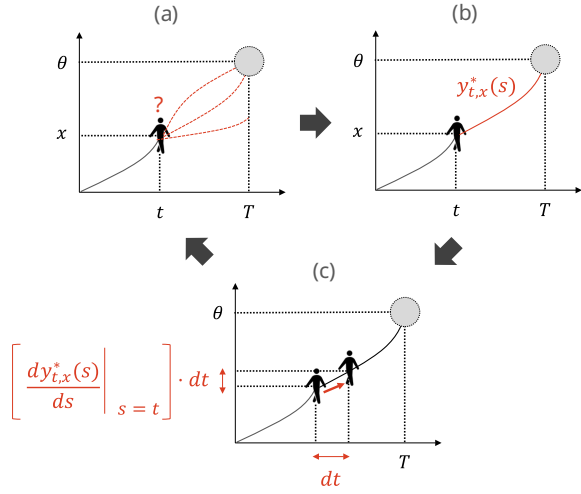 (a)
θ
?
x
t
T
(b)
θ
y*_{t,x}(s)
x
t
T
(c)
θ
[ dy*_{t,x}(s) / ds |_{s = t} ] · dt
dt
T